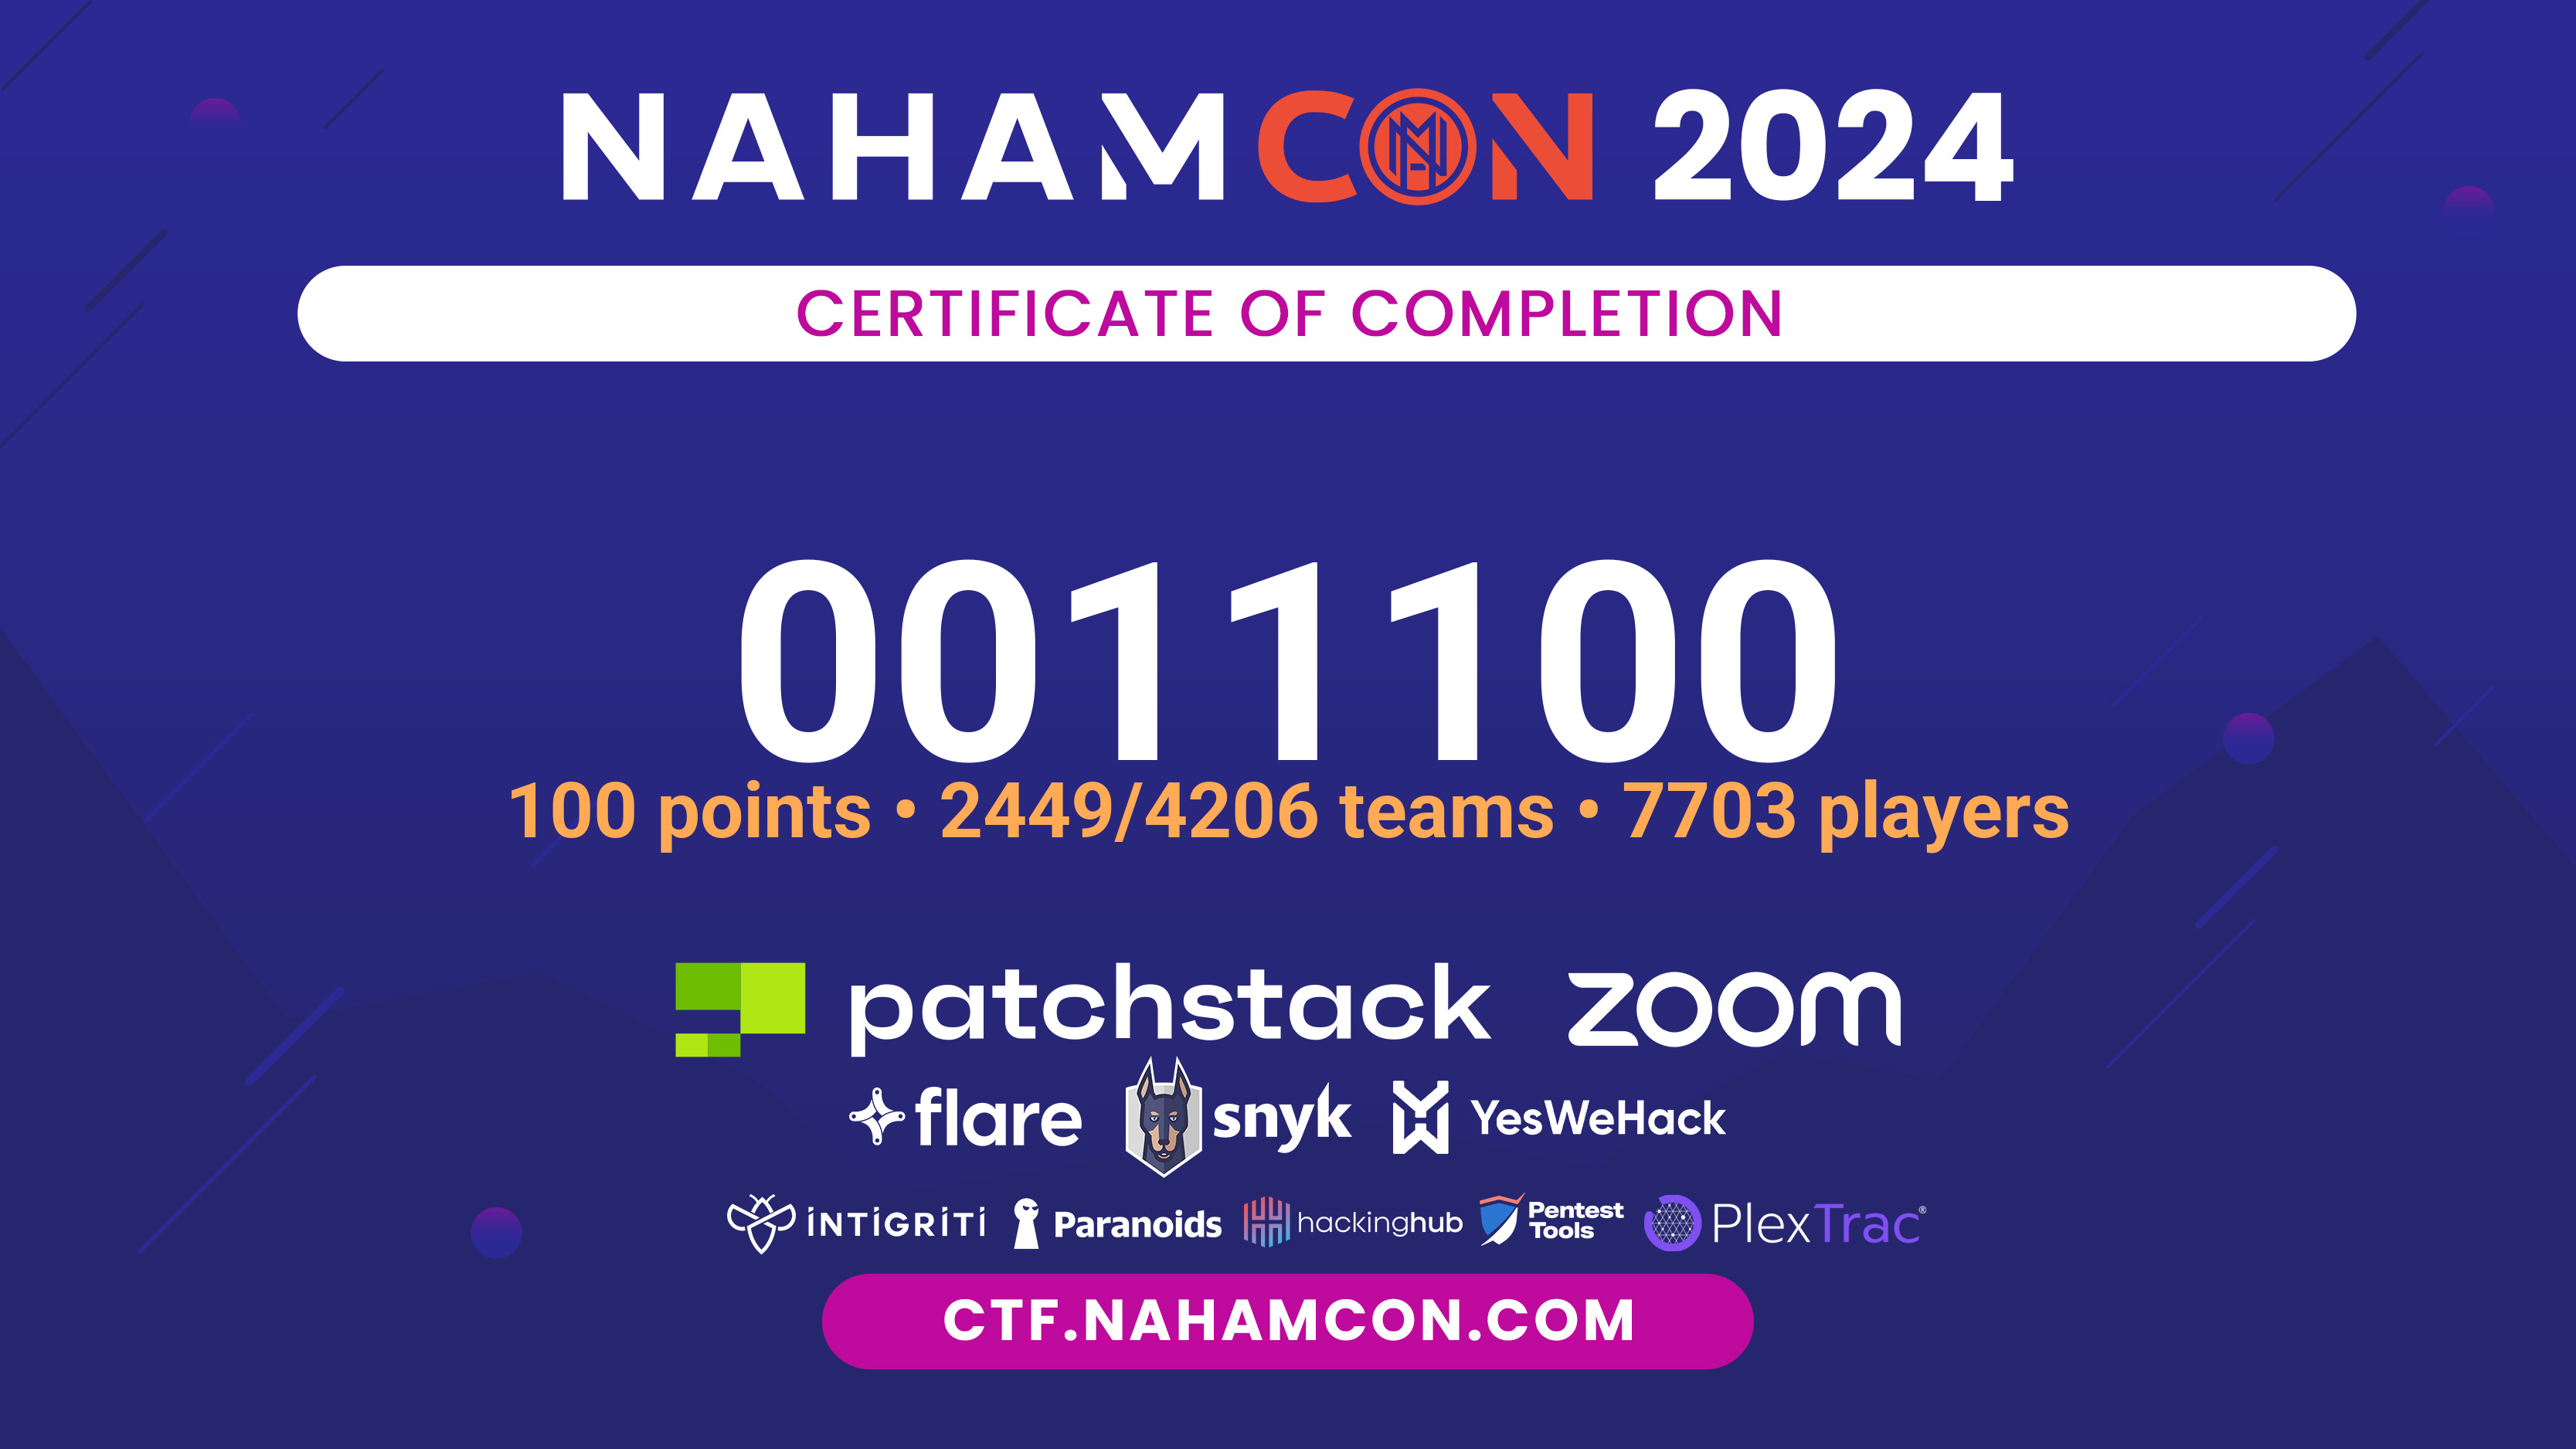 NAHAMCON 2024
CERTIFICATE OF COMPLETION
0011100
100 points • 2449/4206 teams • 7703 players
patchstack zoom
flare snyk YesWeHack
INTIGRITI Paranoids hackinghub Pentest Tools PlexTrac®
CTF.NAHAMCON.COM